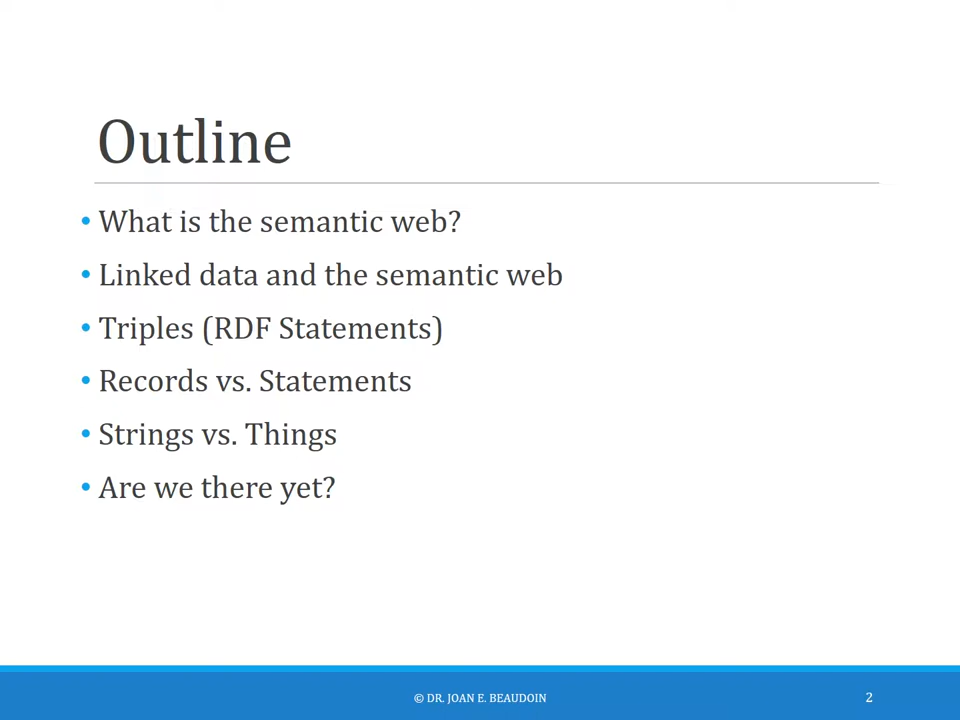 Outline
• What is the semantic web?
• Linked data and the semantic web
• Triples (RDF Statements)
• Records vs. Statements
• Strings vs. Things
• Are we there yet?
© DR. JOAN E. BEAUDOIN
2